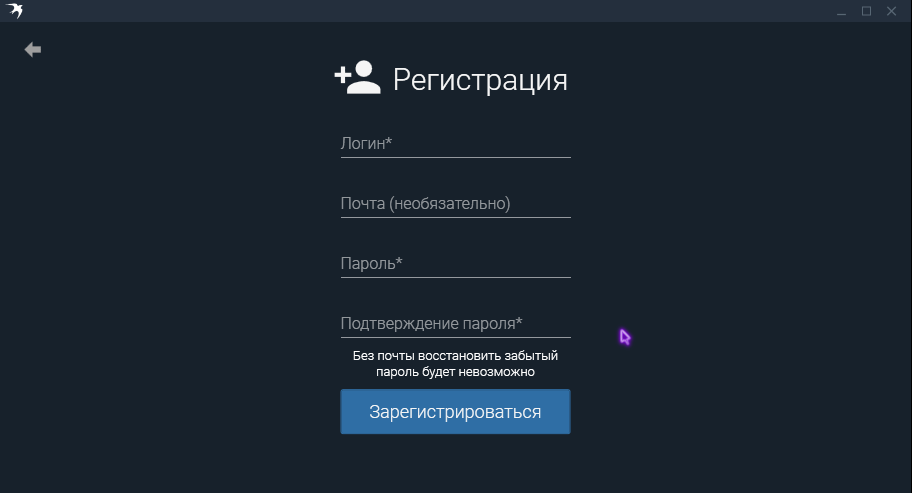 Регистрация
Логин*
Почта (необязательно)
Пароль*
Подтверждение пароля*
Без почты восстановить забытый
пароль будет невозможно
Зарегистрироваться